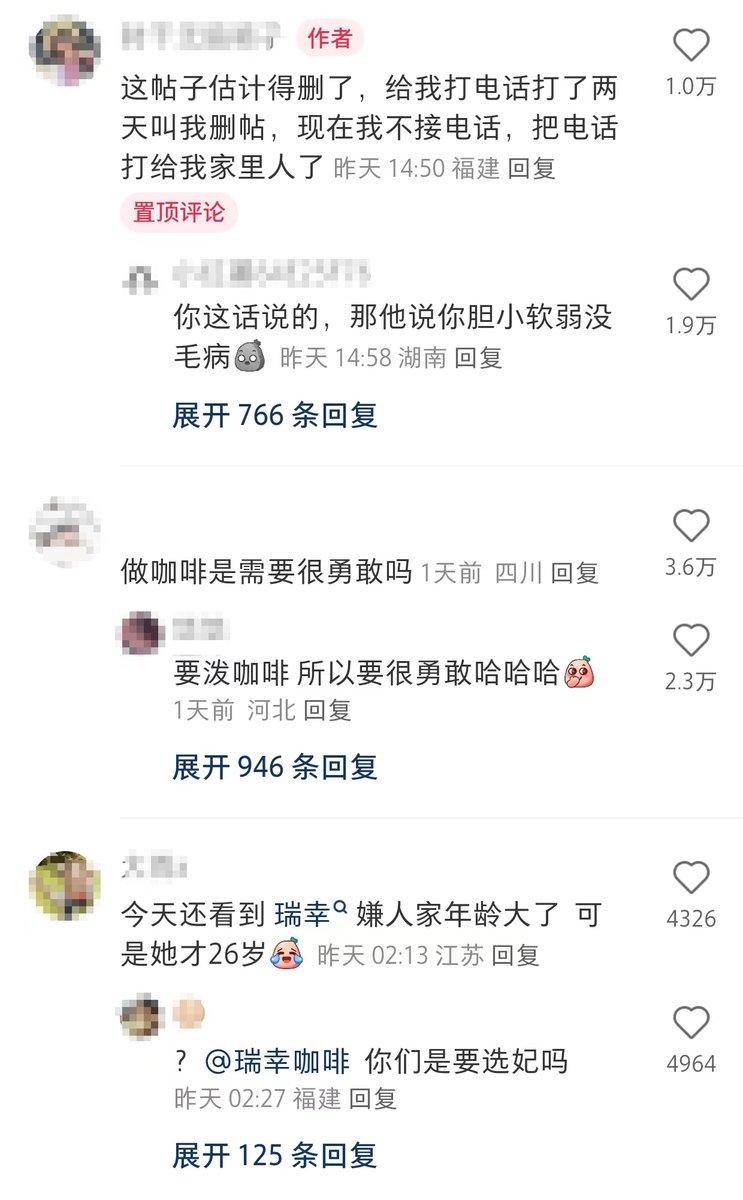 作者
1.0万
这帖子估计得删了，给我打电话打了两
天叫我删帖，现在我不接电话，把电话
打给我家里人了 昨天 14:50 福建 回复
置顶评论
你这话说的，那他说你胆小软弱没
毛病 昨天 14:58 湖南 回复
1.9万
展开 766 条回复
做咖啡是需要很勇敢吗 1天前 四川 回复
3.6万
要泼咖啡 所以要很勇敢哈哈哈
1天前 河北 回复
2.3万
展开 946 条回复
今天还看到 瑞幸 嫌人家年龄大了 可
是她才26岁 昨天 02:13 江苏 回复
4326
？ @瑞幸咖啡 你们是要选妃吗
昨天 02:27 福建 回复
4964
展开 125 条回复